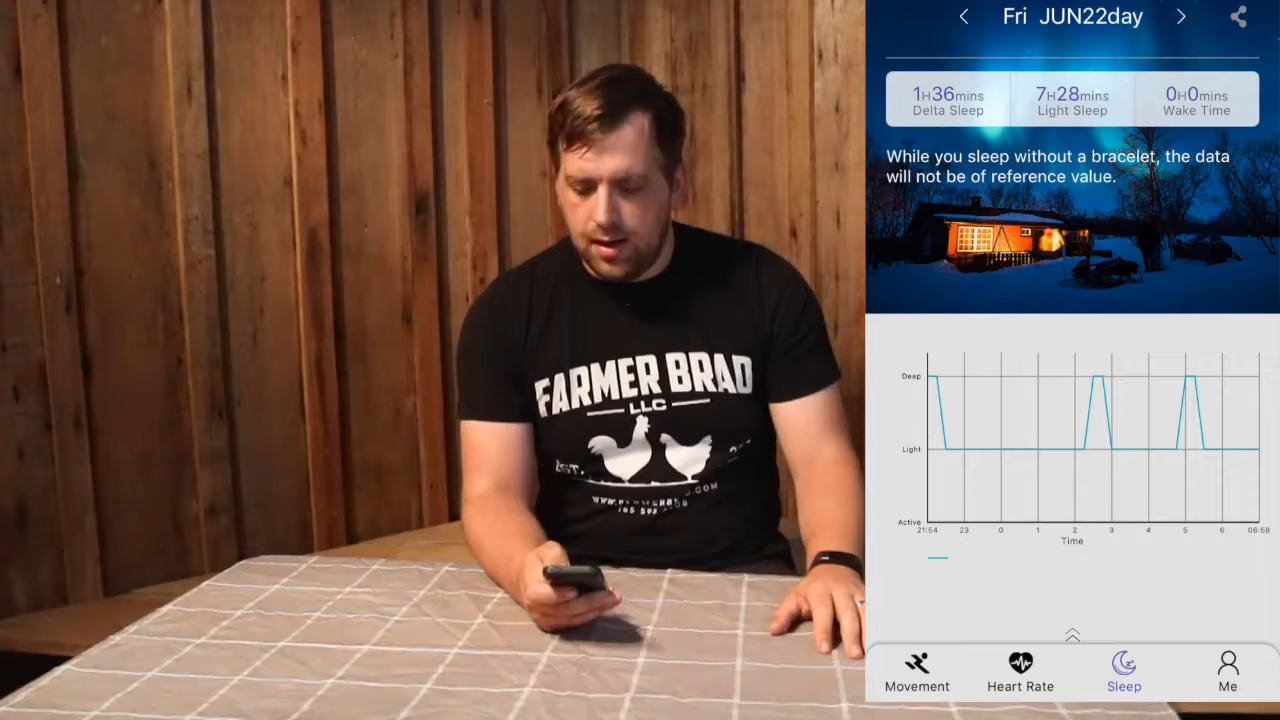 Fri JUN22day
1H36mins
Delta Sleep
7H28mins
Light Sleep
0H0mins
Wake Time
While you sleep without a bracelet, the data
will not be of reference value.
FARMER BRAD
LLC
EST.
Deep
Light
Active
21:54 23 0 1 2 3 4 5 6 06:58
Time
Movement
Heart Rate
Sleep
Me